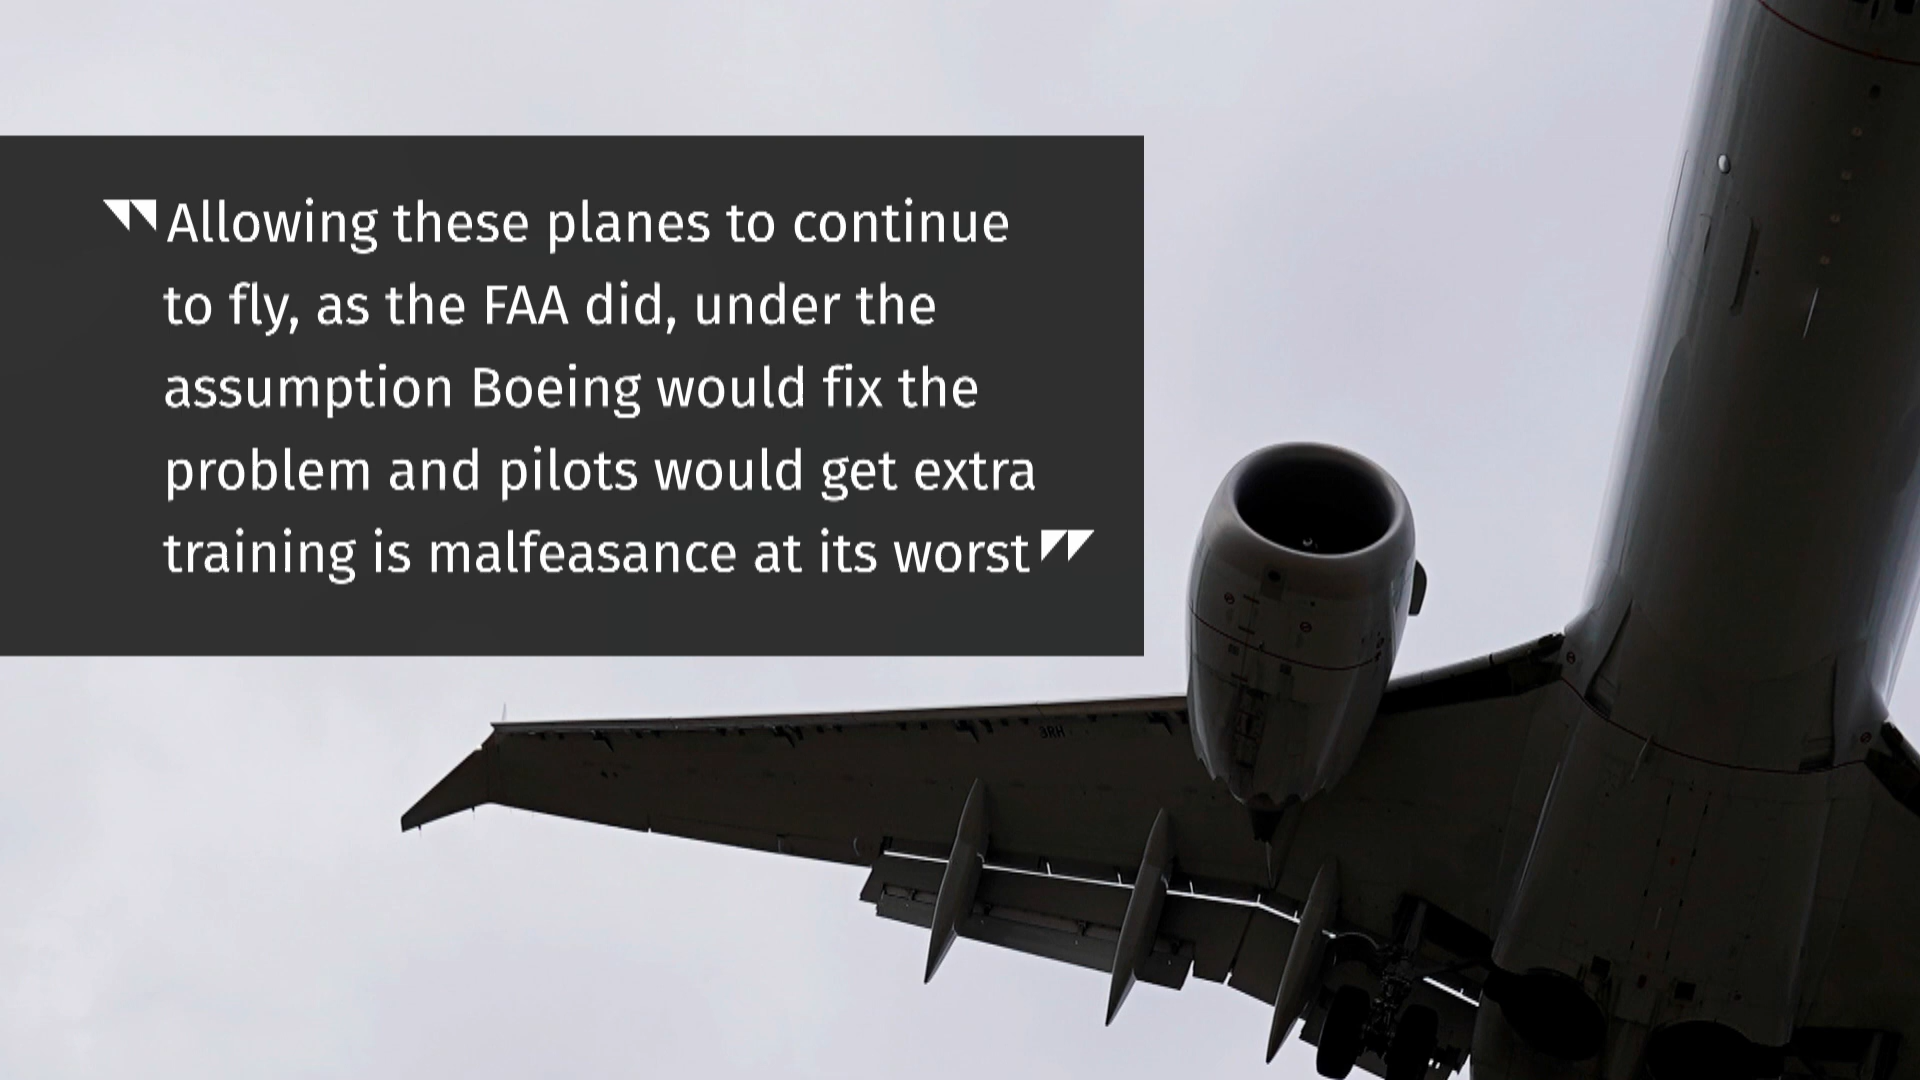 "Allowing these planes to continue
to fly, as the FAA did, under the
assumption Boeing would fix the
problem and pilots would get extra
training is malfeasance at its worst"
3RH